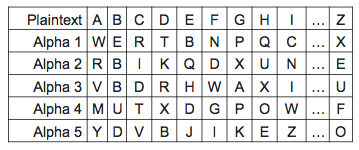 Plaintext A B C D E F G H I ... Z
Alpha 1 W E R T B N P Q C ... X
Alpha 2 R B I K Q D X U N ... E
Alpha 3 V B D R H W A X I ... U
Alpha 4 M U T X D G P O W ... F
Alpha 5 Y D V B J I K E Z ... O